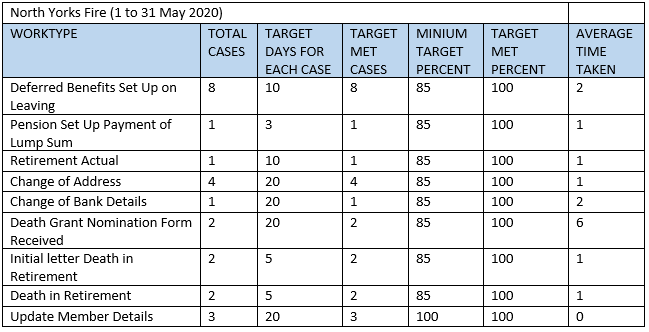 North Yorks Fire (1 to 31 May 2020)
WORKTYPE TOTAL CASES TARGET DAYS FOR EACH CASE TARGET MET CASES MINIUM TARGET PERCENT TARGET MET PERCENT AVERAGE TIME TAKEN
Deferred Benefits Set Up on Leaving 8 10 8 85 100 2
Pension Set Up Payment of Lump Sum 1 3 1 85 100 1
Retirement Actual 1 10 1 85 100 1
Change of Address 4 20 4 85 100 1
Change of Bank Details 1 20 1 85 100 2
Death Grant Nomination Form Received 2 20 2 85 100 6
Initial letter Death in Retirement 2 5 2 85 100 1
Death in Retirement 2 5 2 85 100 1
Update Member Details 3 20 3 100 100 0